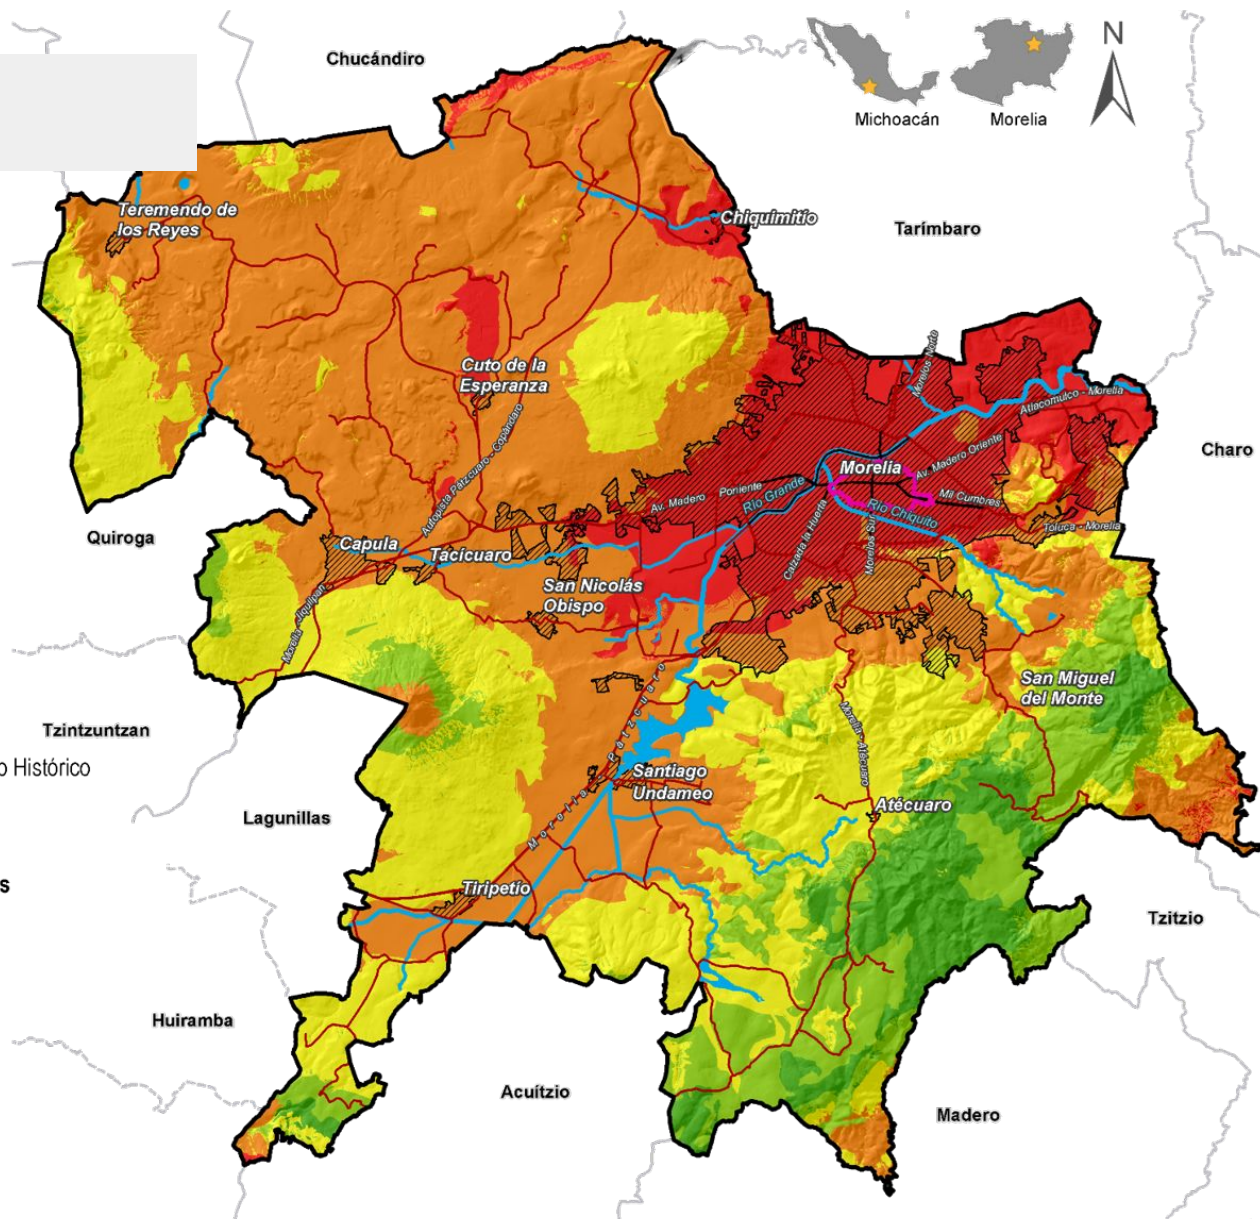 Chucándiro
N
Michoacán
Morelia
Teremendo de
los Reyes
Chiquimitío
Tarímbaro
Cuto de la
Esperanza
Morelos Norte
Atlacomulco - Morelia
Autopista Pátzcuaro - Copándaro
Charo
Morelia
Av. Madero Oriente
Av. Madero Poniente
Río Grande
Mil Cumbres
Río Chiquito
Toluca - Morelia
Quiroga
Capula
Tacícuaro
Calzada la Huerta
Morelos Sur
San Nicolás
Obispo
Morelia - Jiquilpan
San Miguel
del Monte
Tzintzuntzan
Morelia - Pátzcuaro
Morelia - Atécuaro
o Histórico
Santiago
Undameo
Atécuaro
Lagunillas
s
Tiripetío
Tzitzio
Huiramba
Acuítzio
Madero